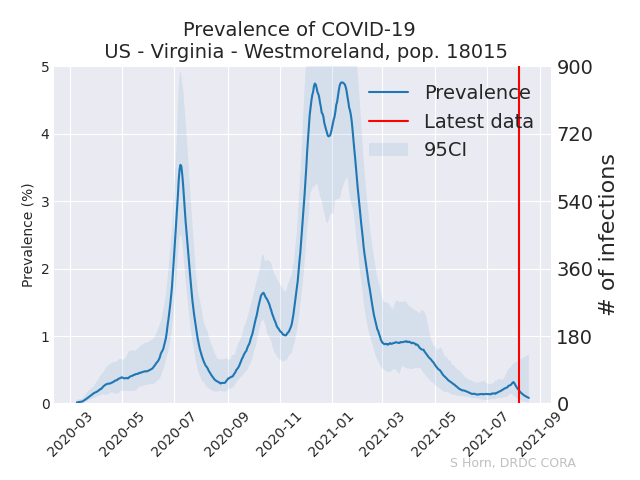 Prevalence of COVID-19
US - Virginia - Westmoreland, pop. 18015
Prevalence (%)
5
4
3
2
1
0
900
720
540
360
180
0
# of infections
Prevalence
Latest data
95CI
2020-03
2020-05
2020-07
2020-09
2020-11
2021-01
2021-03
2021-05
2021-07
2021-09
S Horn, DRDC CORA